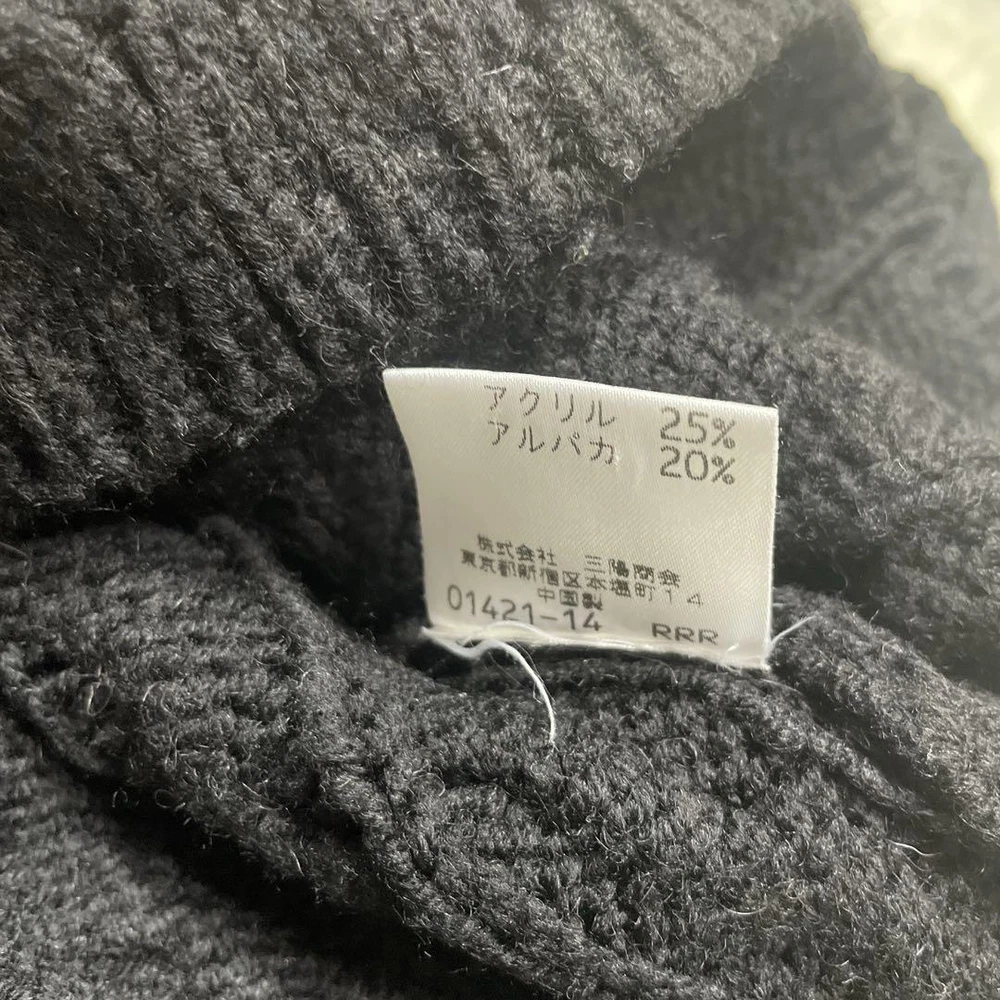 アクリル 25%
アルパカ 20%
株式会社 三陽商会
東京都新宿区本塩町14
中国製
01421-14 RRR